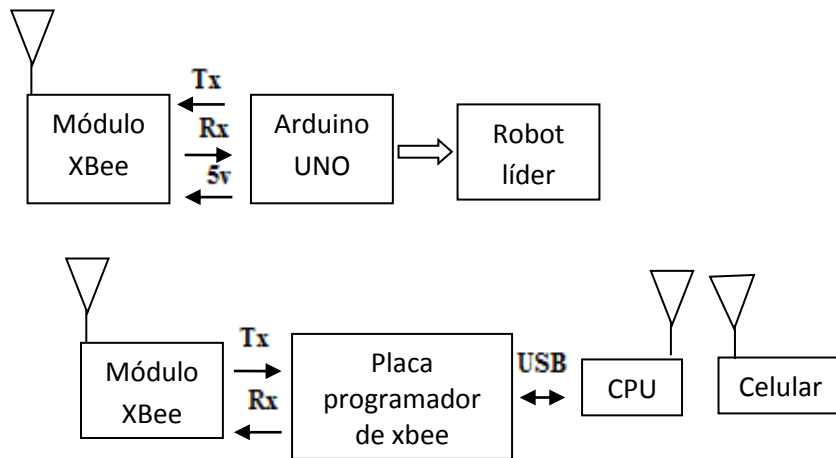 Tx
Módulo
XBee
Rx
5v
Arduino
UNO
Robot
líder
Módulo
XBee
Tx
Rx
Placa
programador
de xbee
USB
CPU
Celular